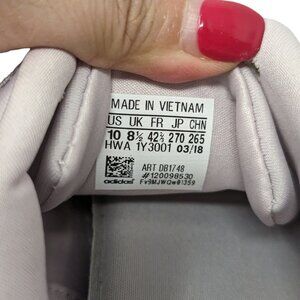 MADE IN VIETNAM
US UK FR JP CHN
10 8½ 42⅔ 270 265
HWA 1Y3001 03/18
ART DB1748
#120098530
adidas